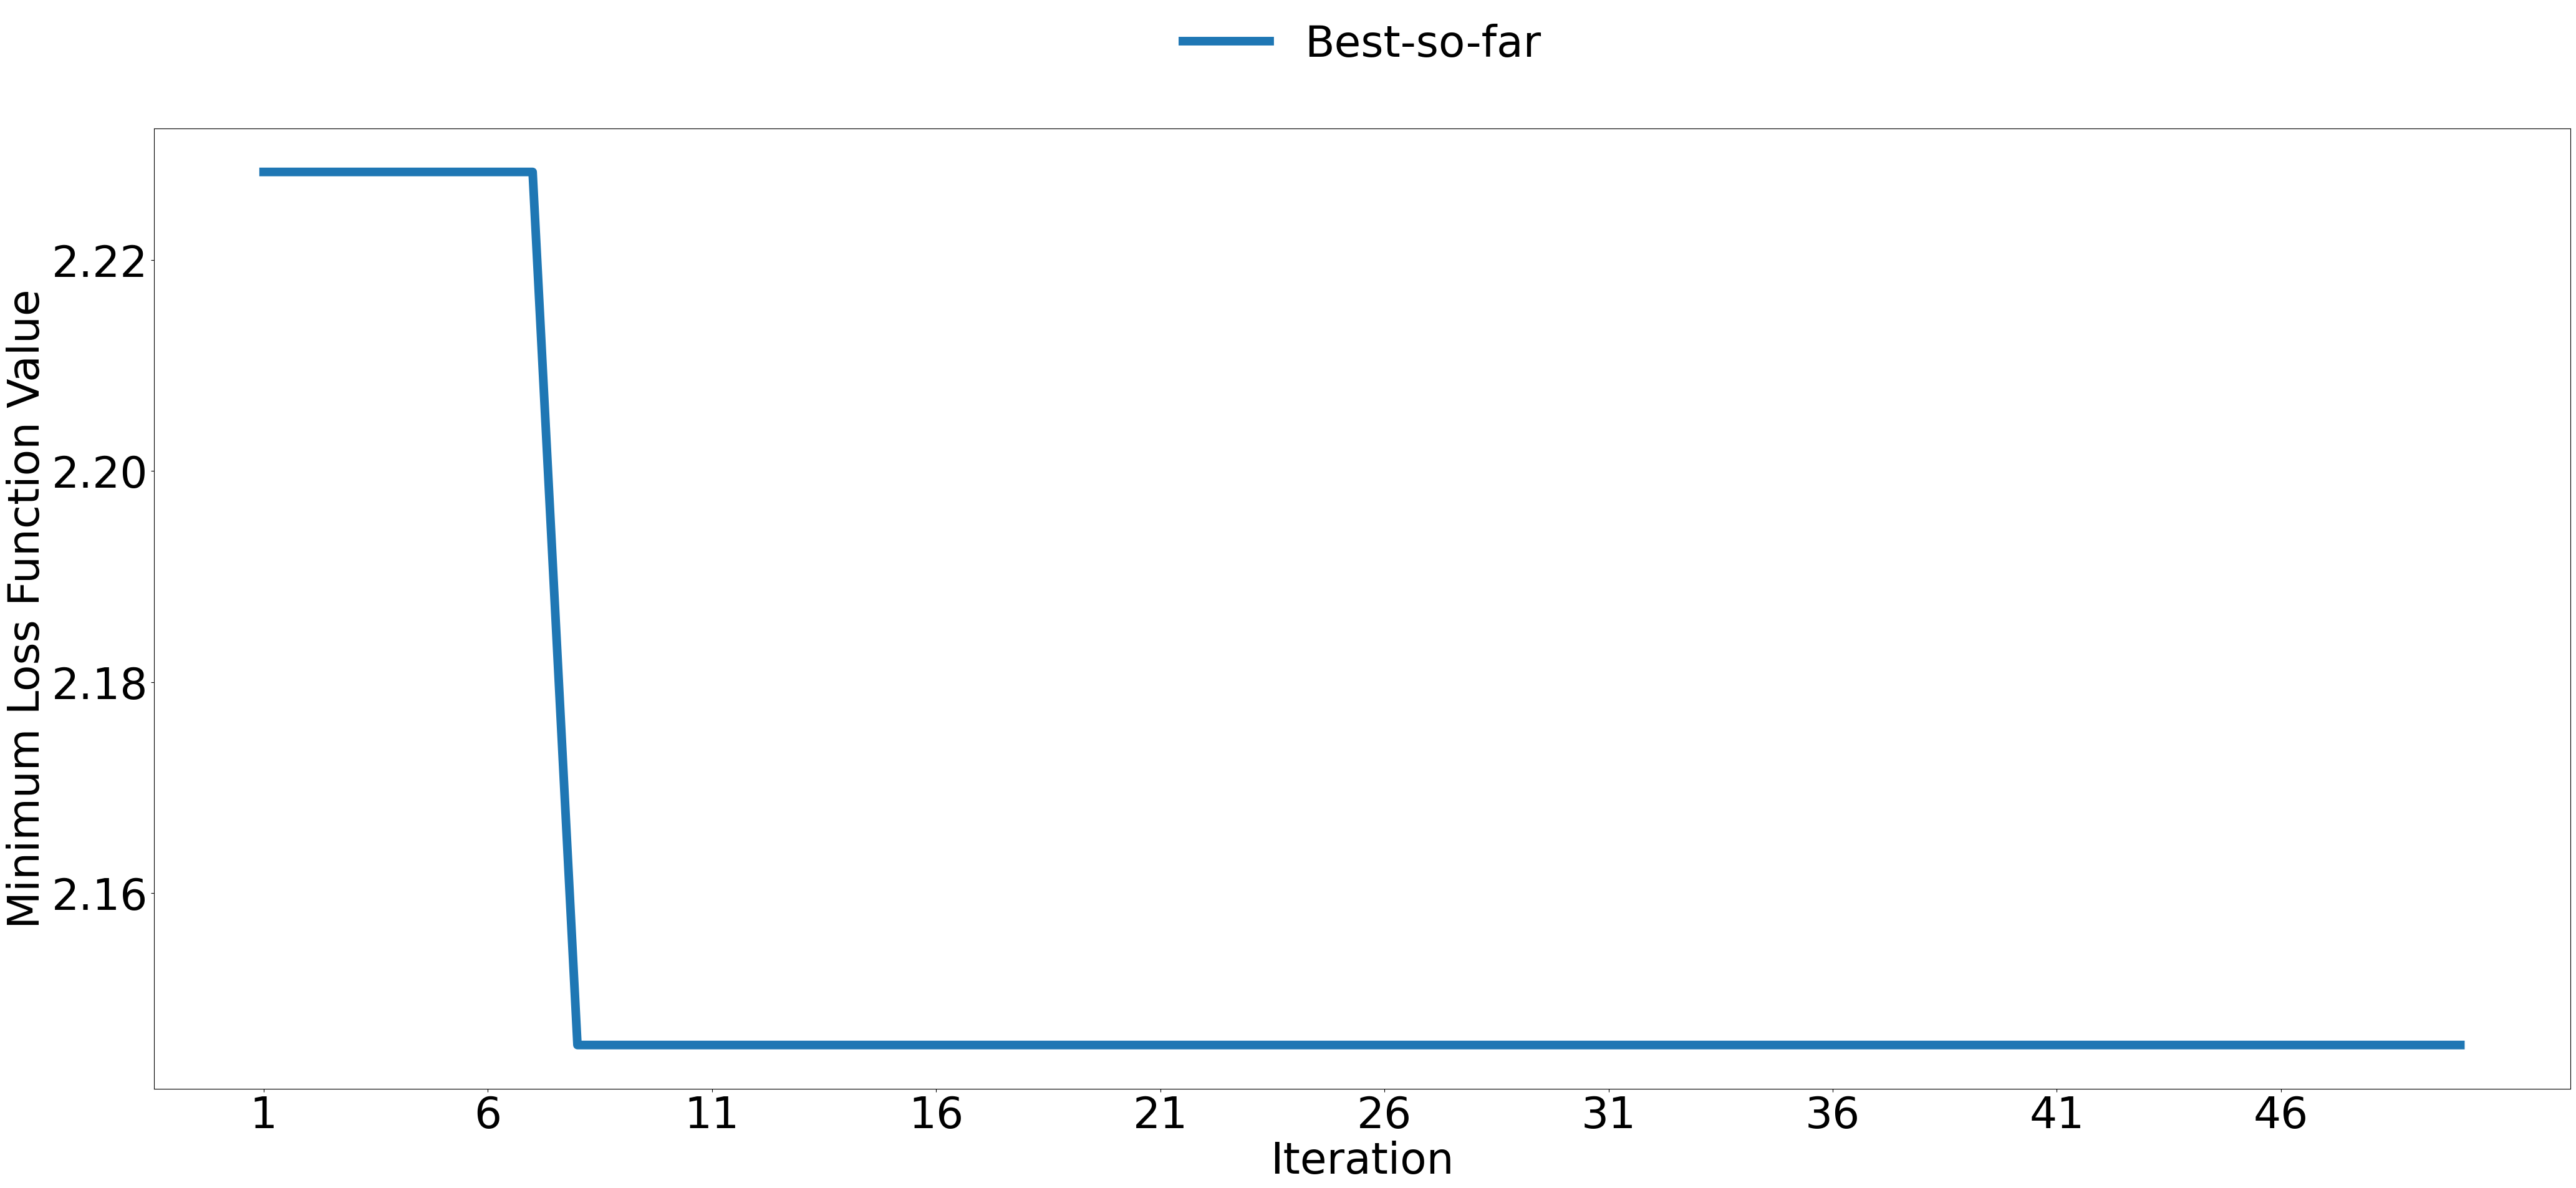 Best-so-far
Minimum Loss Function Value
2.22
2.20
2.18
2.16
1 6 11 16 21 26 31 36 41 46
Iteration